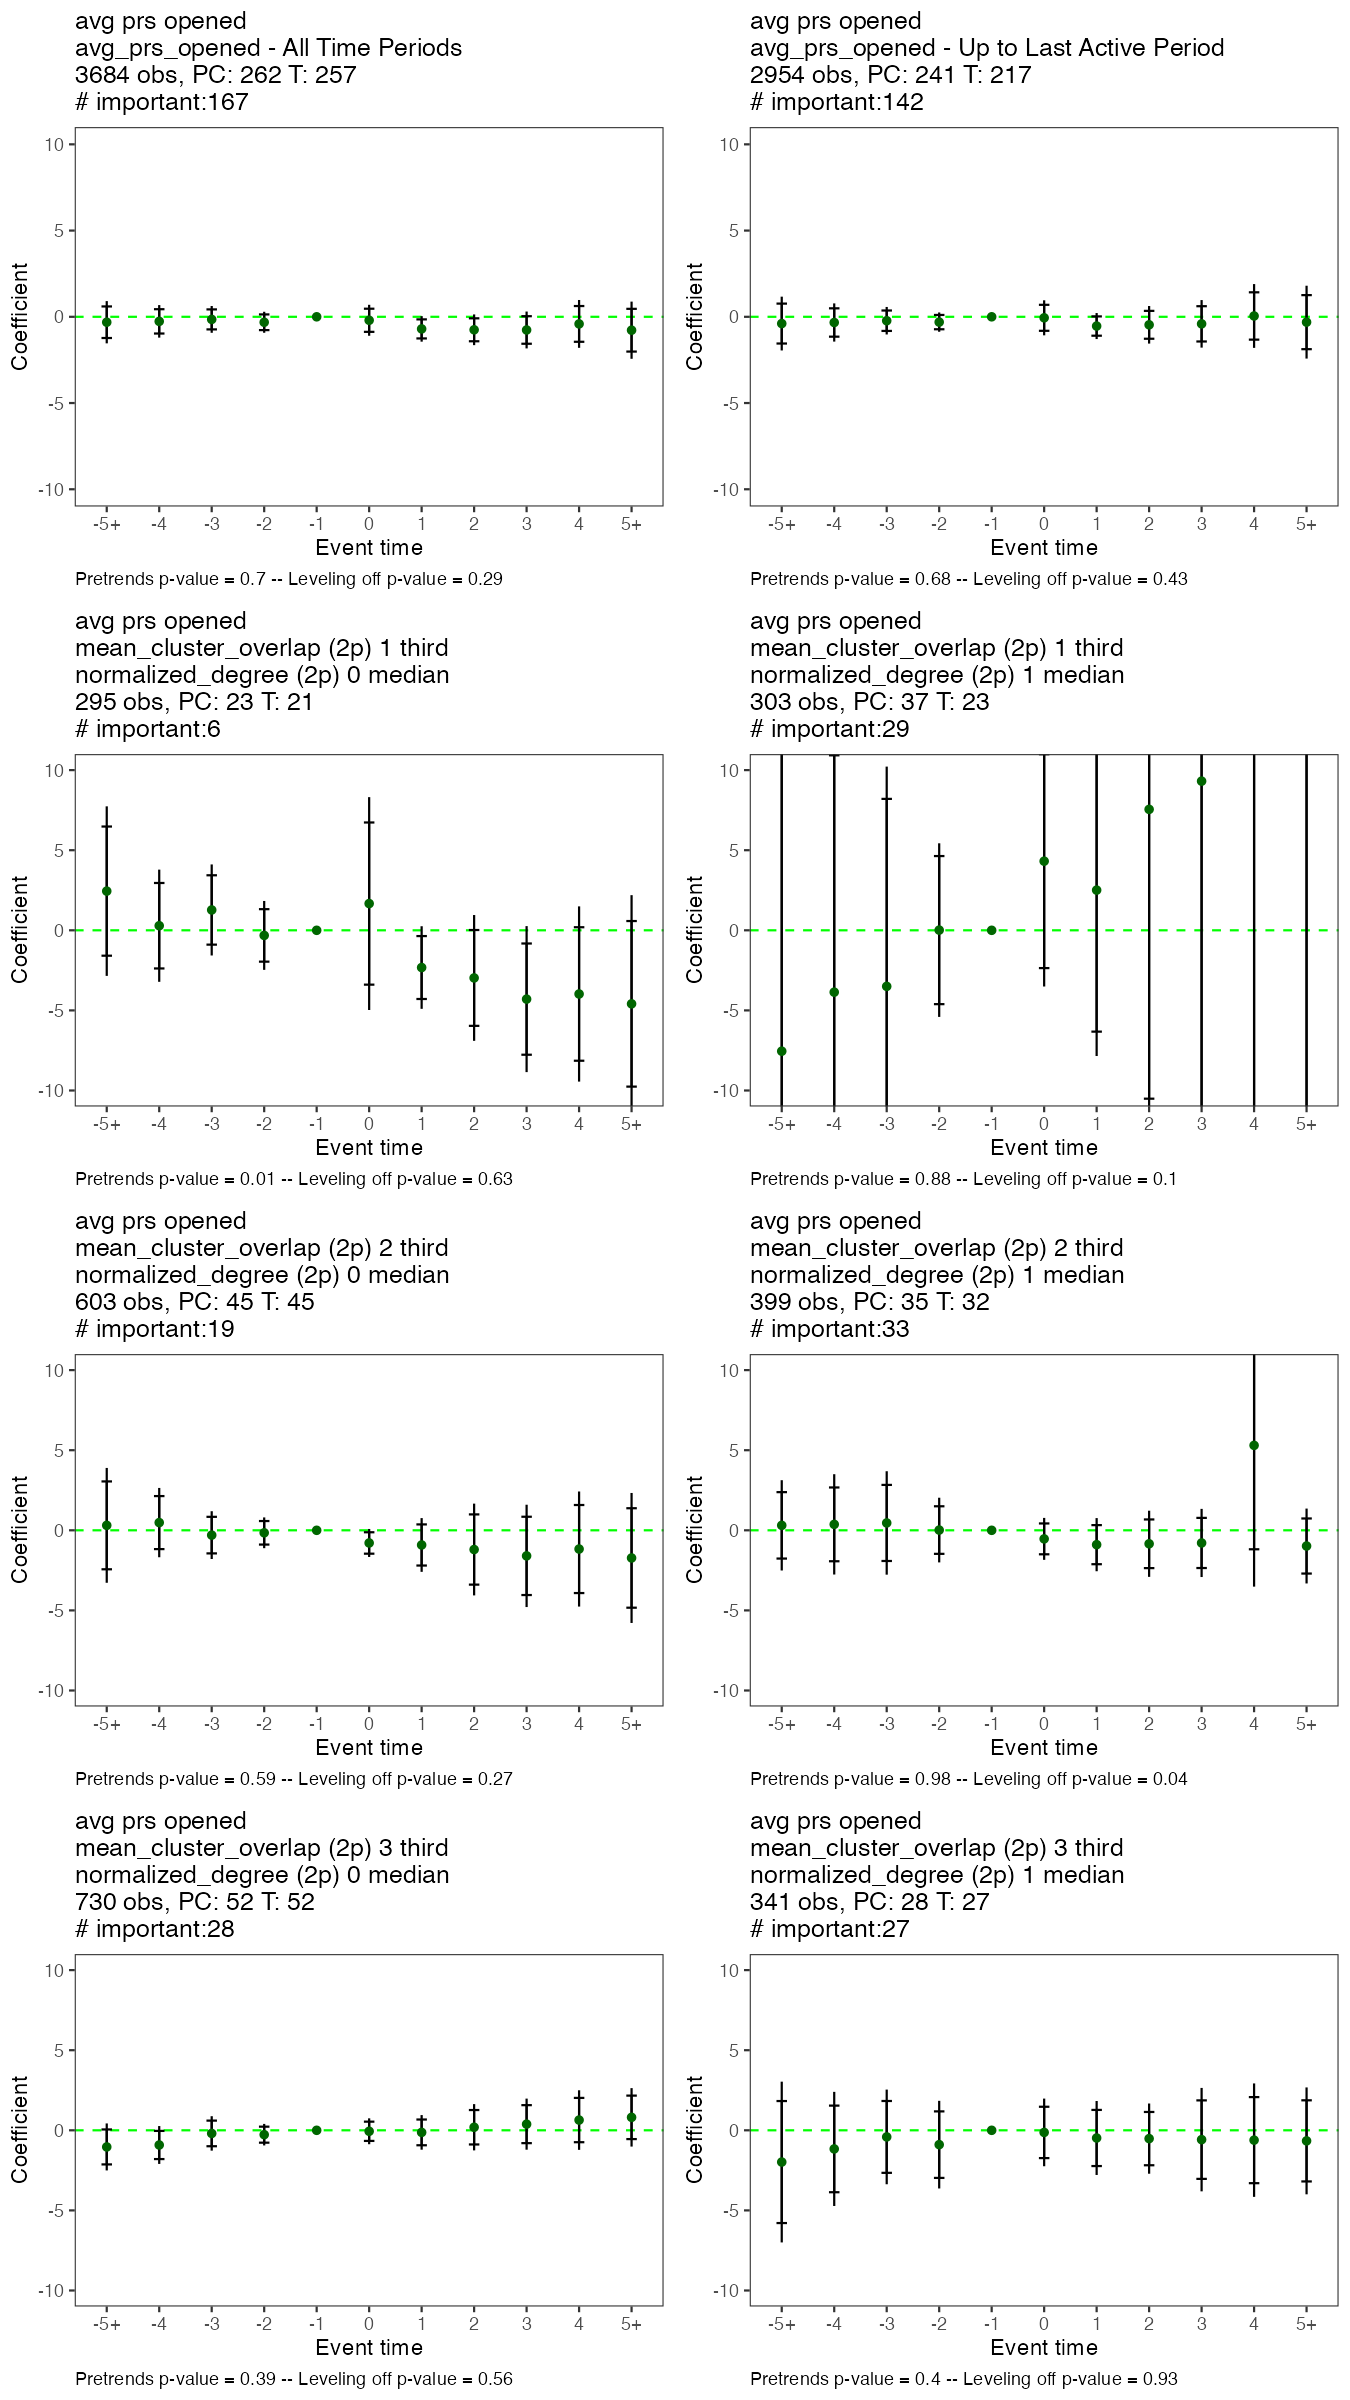 avg prs opened
avg_prs_opened - All Time Periods
3684 obs, PC: 262 T: 257
# important:167
10
5
0
-5
-10
Coefficient
-5+ -4 -3 -2 -1 0 1 2 3 4 5+
Event time
Pretrends p-value = 0.7 -- Leveling off p-value = 0.29
avg prs opened
avg_prs_opened - Up to Last Active Period
2954 obs, PC: 241 T: 217
# important:142
10
5
0
-5
-10
Coefficient
-5+ -4 -3 -2 -1 0 1 2 3 4 5+
Event time
Pretrends p-value = 0.68 -- Leveling off p-value = 0.43
avg prs opened
mean_cluster_overlap (2p) 1 third
normalized_degree (2p) 0 median
295 obs, PC: 23 T: 21
# important:6
10
5
0
-5
-10
Coefficient
-5+ -4 -3 -2 -1 0 1 2 3 4 5+
Event time
Pretrends p-value = 0.01 -- Leveling off p-value = 0.63
avg prs opened
mean_cluster_overlap (2p) 1 third
normalized_degree (2p) 1 median
303 obs, PC: 37 T: 23
# important:29
10
5
0
-5
-10
Coefficient
-5+ -4 -3 -2 -1 0 1 2 3 4 5+
Event time
Pretrends p-value = 0.88 -- Leveling off p-value = 0.1
avg prs opened
mean_cluster_overlap (2p) 2 third
normalized_degree (2p) 0 median
603 obs, PC: 45 T: 45
# important:19
10
5
0
-5
-10
Coefficient
-5+ -4 -3 -2 -1 0 1 2 3 4 5+
Event time
Pretrends p-value = 0.59 -- Leveling off p-value = 0.27
avg prs opened
mean_cluster_overlap (2p) 2 third
normalized_degree (2p) 1 median
399 obs, PC: 35 T: 32
# important:33
10
5
0
-5
-10
Coefficient
-5+ -4 -3 -2 -1 0 1 2 3 4 5+
Event time
Pretrends p-value = 0.98 -- Leveling off p-value = 0.04
avg prs opened
mean_cluster_overlap (2p) 3 third
normalized_degree (2p) 0 median
730 obs, PC: 52 T: 52
# important:28
10
5
0
-5
-10
Coefficient
-5+ -4 -3 -2 -1 0 1 2 3 4 5+
Event time
Pretrends p-value = 0.39 -- Leveling off p-value = 0.56
avg prs opened
mean_cluster_overlap (2p) 3 third
normalized_degree (2p) 1 median
341 obs, PC: 28 T: 27
# important:27
10
5
0
-5
-10
Coefficient
-5+ -4 -3 -2 -1 0 1 2 3 4 5+
Event time
Pretrends p-value = 0.4 -- Leveling off p-value = 0.93